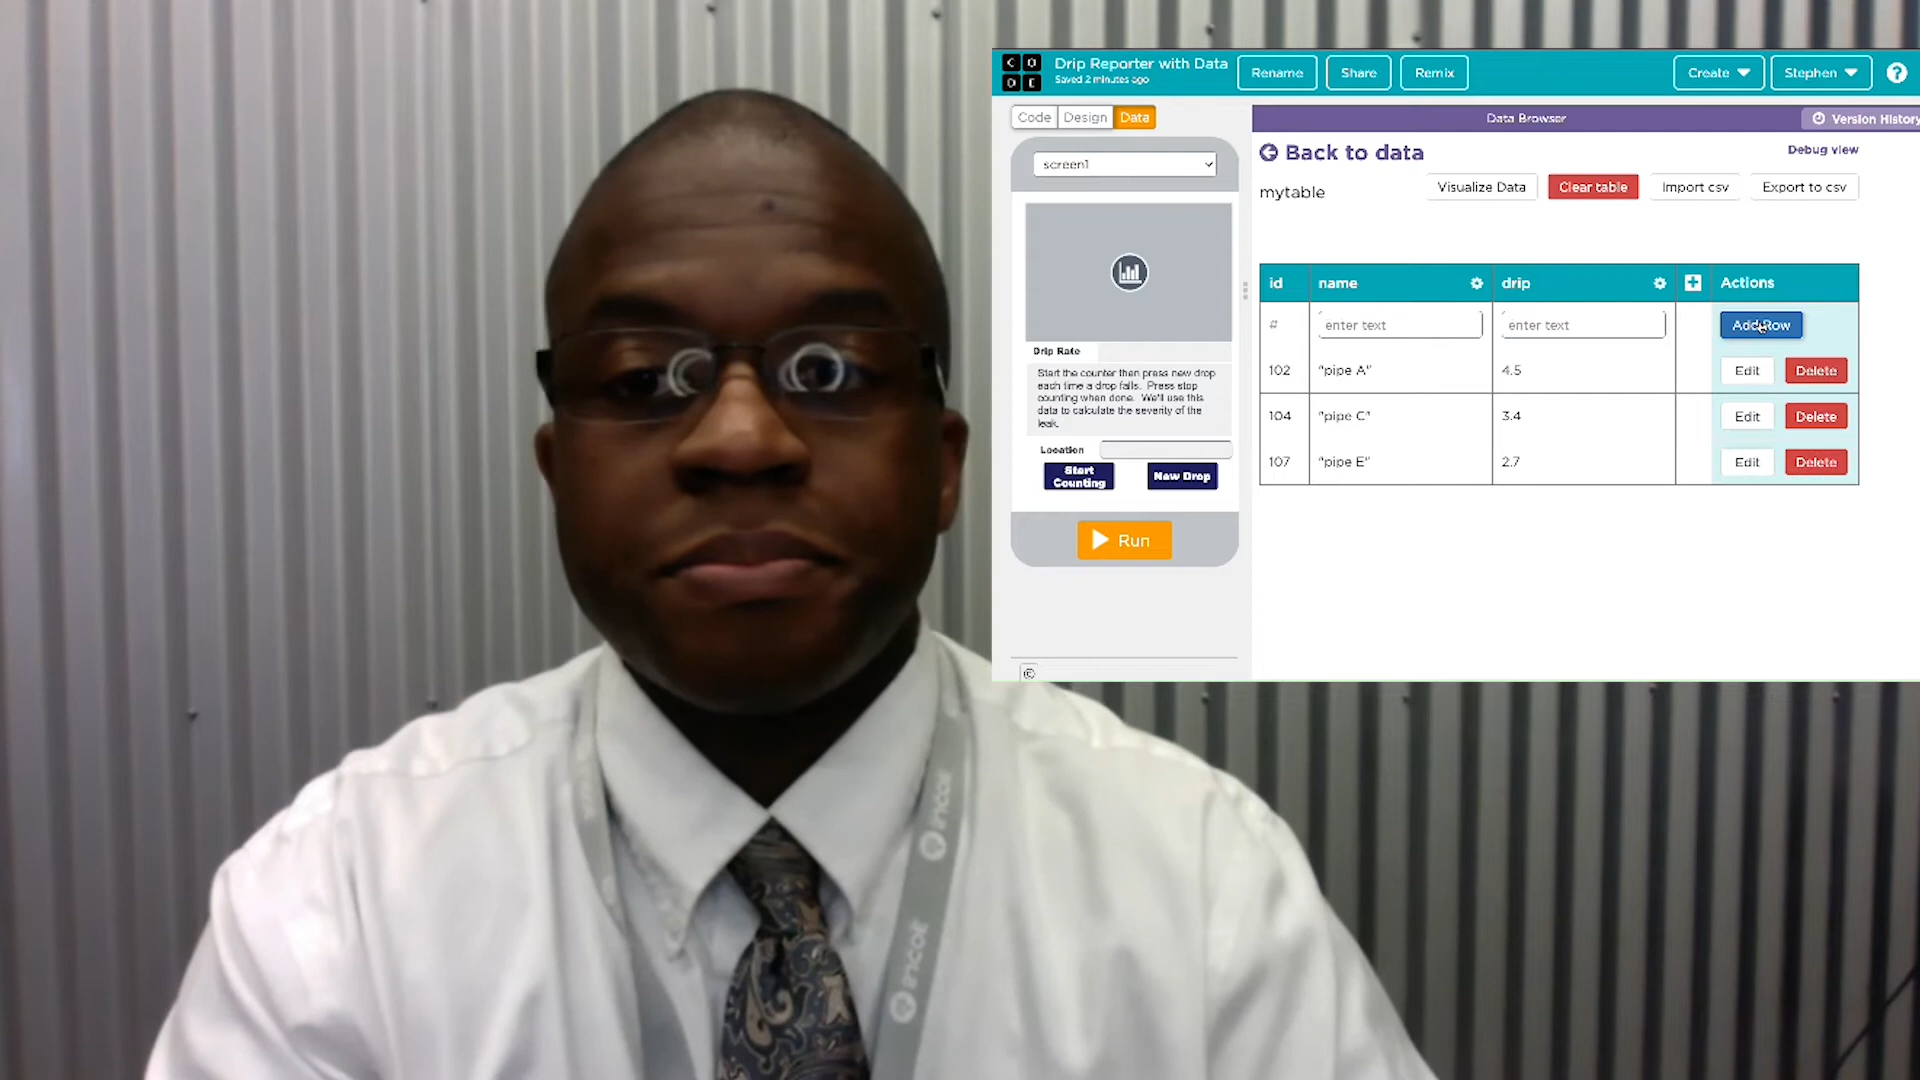 C O
D E
Drip Reporter with Data
Saved 2 minutes ago
Rename
Share
Remix
Create
Stephen
?
Code
Design
Data
Data Browser
Version History
Back to data
Debug view
mytable
Visualize Data
Clear table
Import csv
Export to csv
screen1
id name drip Actions
# enter text enter text Add Row
102 "pipe A" 4.5 Edit Delete
104 "pipe C" 3.4 Edit Delete
107 "pipe E" 2.7 Edit Delete
Drip Rate
Start the counter then press new drop
each time a drop falls. Press stop
counting when done. We'll use this
data to calculate the severity of the
leak.
Location
Start
Counting
New Drop
Run
©
incoe
incoe